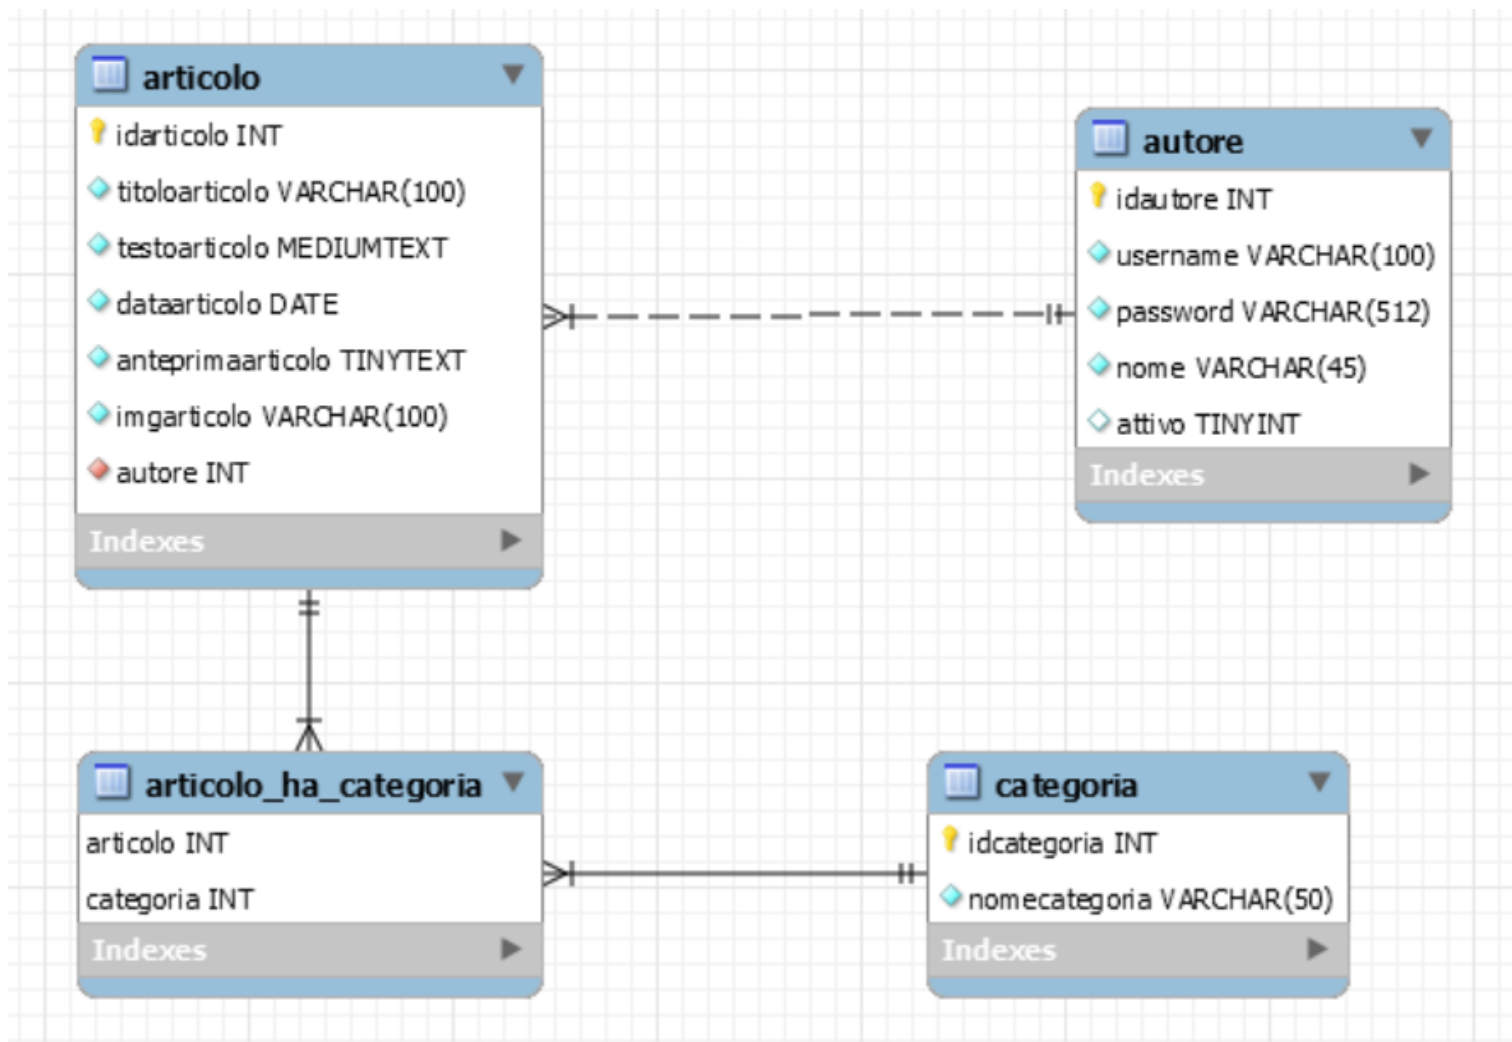 articolo
idarticolo INT
titoloarticolo VARCHAR(100)
testoarticolo MEDIUMTEXT
dataarticolo DATE
anteprimaarticolo TINYTEXT
imgarticolo VARCHAR(100)
autore INT
Indexes
autore
idautore INT
username VARCHAR(100)
password VARCHAR(512)
nome VARCHAR(45)
attivo TINYINT
Indexes
articolo_ha_categoria
articolo INT
categoria INT
Indexes
categoria
idcategoria INT
nomecategoria VARCHAR(50)
Indexes